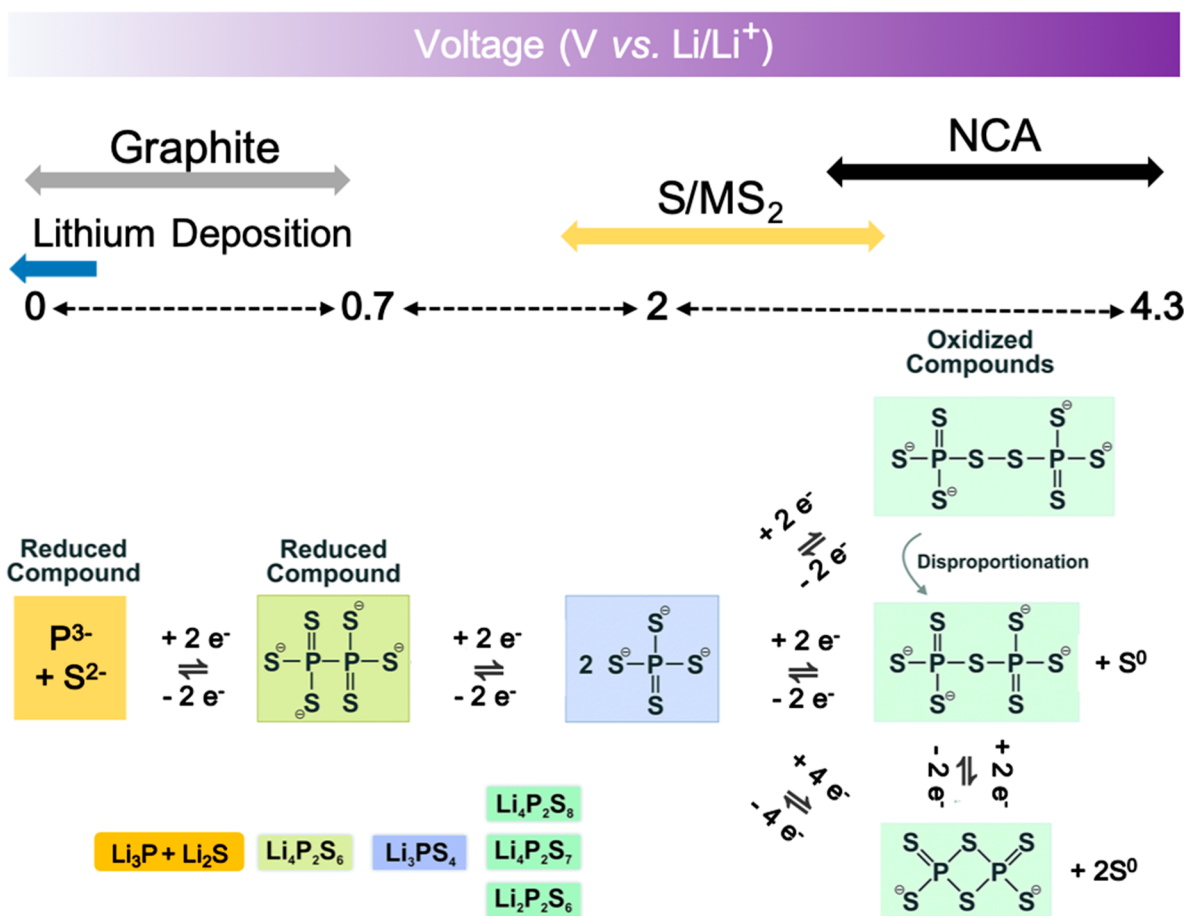 Voltage (V vs. Li/Li⁺)
Graphite
NCA
S/MS₂
Lithium Deposition
0
0.7
2
4.3
Oxidized
Compounds
S
S⊖
S⊖
P
S
S
P
S⊖
S⊖
S
+ 2 e⁻
⇌
- 2 e⁻
Disproportionation
Reduced
Compound
Reduced
Compound
P³⁻
+ S²⁻
+ 2 e⁻
⇌
- 2 e⁻
S
S⊖
S⊖
P
P
S⊖
S
S
⊖
+ 2 e⁻
⇌
- 2 e⁻
S⊖
2
S⊖
P
S⊖
S
+ 2 e⁻
⇌
- 2 e⁻
S
S⊖
S⊖
P
S
P
S⊖
+ S⁰
S⊖
S
+ 4 e⁻
⇌
- 4 e⁻
- 2 e⁻
⇌
+ 2 e⁻
Li₄P₂S₈
Li₃P + Li₂S
Li₄P₂S₆
Li₃PS₄
Li₄P₂S₇
Li₂P₂S₆
S
S
S
P
P
+ 2S⁰
⊖S
S
S⊖